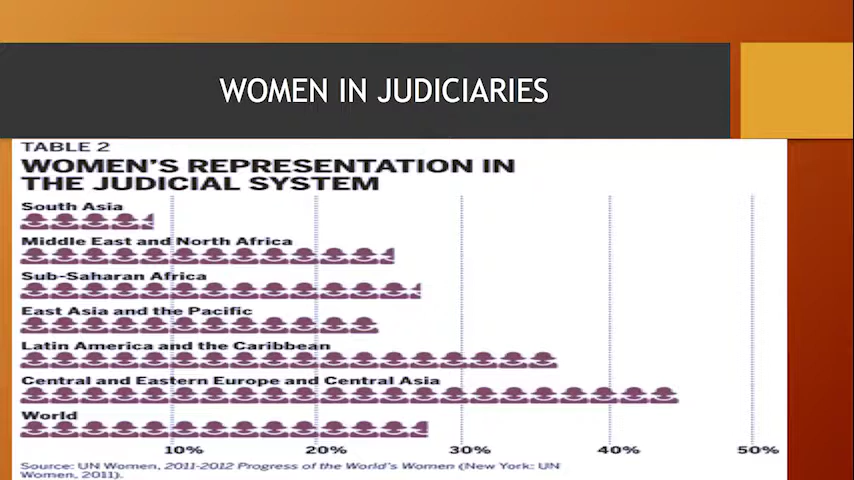 WOMEN IN JUDICIARIES
TABLE 2
WOMEN'S REPRESENTATION IN
THE JUDICIAL SYSTEM
South Asia
Middle East and North Africa
Sub-Saharan Africa
East Asia and the Pacific
Latin America and the Caribbean
Central and Eastern Europe and Central Asia
World
10% 20% 30% 40% 50%
Source: UN Women, 2011-2012 Progress of the World's Women (New York: UN
Women, 2011).